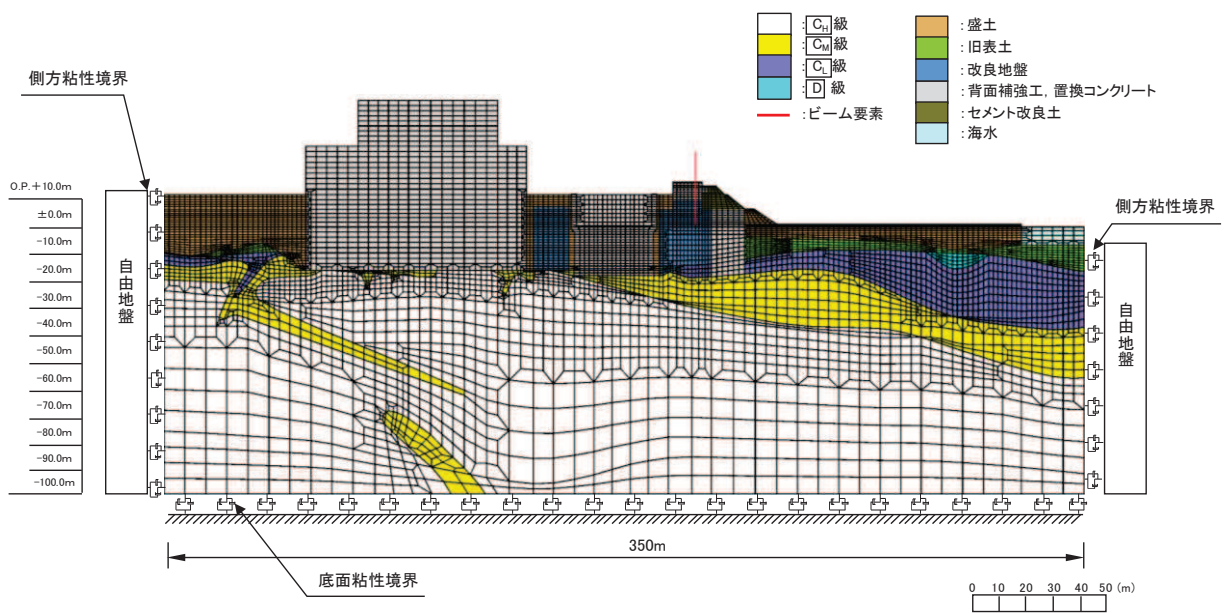 :CH級
:CM級
:CL級
:D 級
:ビーム要素
:盛土
:旧表土
:改良地盤
:背面補強工, 置換コンクリート
:セメント改良土
:海水
側方粘性境界
O.P.+10.0m
±0.0m
-10.0m
-20.0m
-30.0m
-40.0m
-50.0m
-60.0m
-70.0m
-80.0m
-90.0m
-100.0m
自由地盤
側方粘性境界
自由地盤
350m
底面粘性境界
0 10 20 30 40 50 (m)